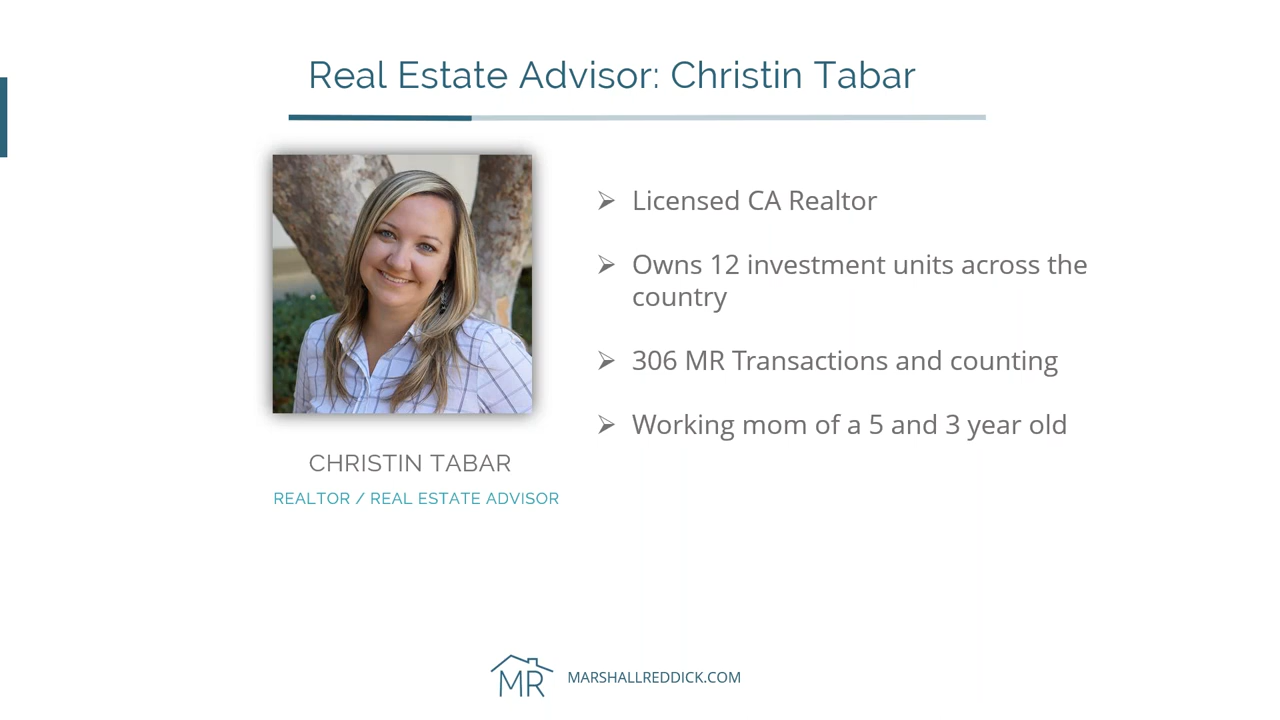 Real Estate Advisor: Christin Tabar
Licensed CA Realtor
Owns 12 investment units across the
country
306 MR Transactions and counting
Working mom of a 5 and 3 year old
CHRISTIN TABAR
REALTOR / REAL ESTATE ADVISOR
MR MARSHALLREDDICK.COM